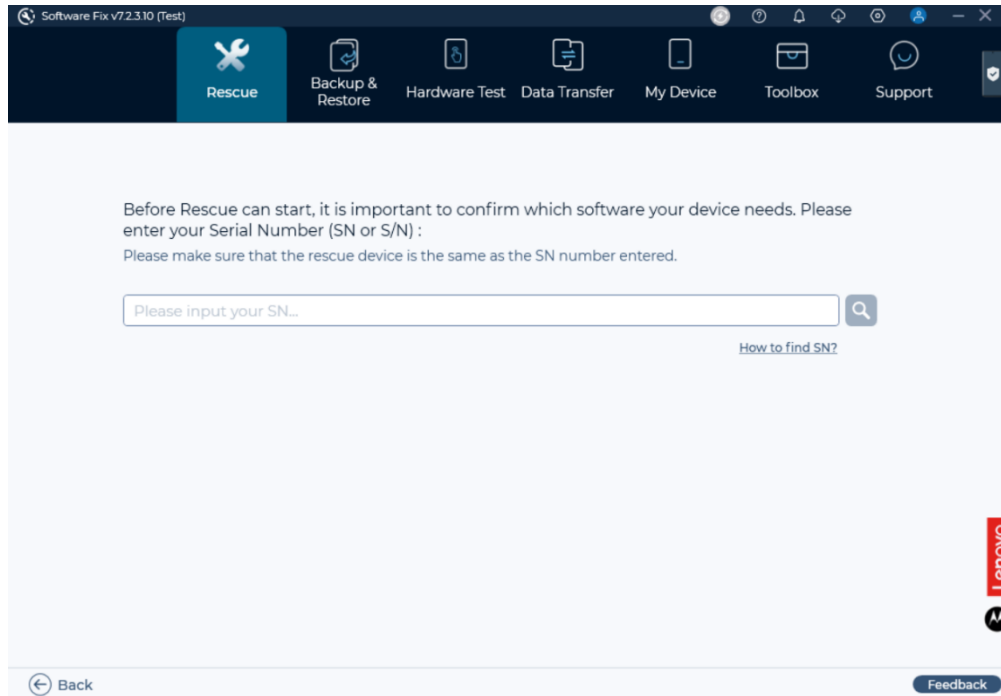 Software Fix v7.2.3.10 (Test)
Rescue
Backup &
Restore
Hardware Test
Data Transfer
My Device
Toolbox
Support
Before Rescue can start, it is important to confirm which software your device needs. Please
enter your Serial Number (SN or S/N) :
Please make sure that the rescue device is the same as the SN number entered.
Please input your SN...
How to find SN?
Lenovo
Back
Feedback